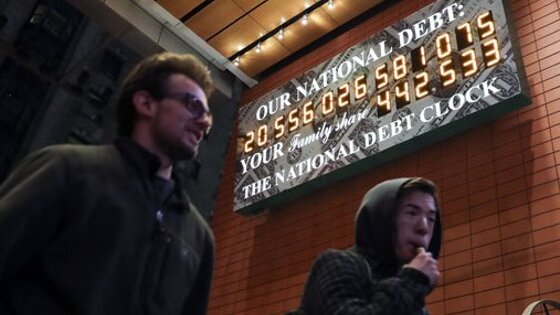 OUR NATIONAL DEBT:
20,556,026,581,075
YOUR Family share 442,533
THE NATIONAL DEBT CLOCK